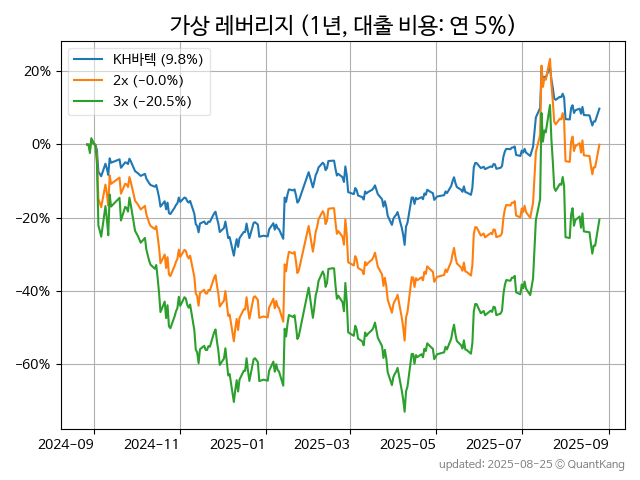 가상 레버리지 (1년, 대출 비용: 연 5%)
KH바텍 (9.8%)
2x (−0.0%)
3x (−20.5%)
20%
0%
−20%
−40%
−60%
2024-09 2024-11 2025-01 2025-03 2025-05 2025-07 2025-09
updated: 2025-08-25 © QuantKang